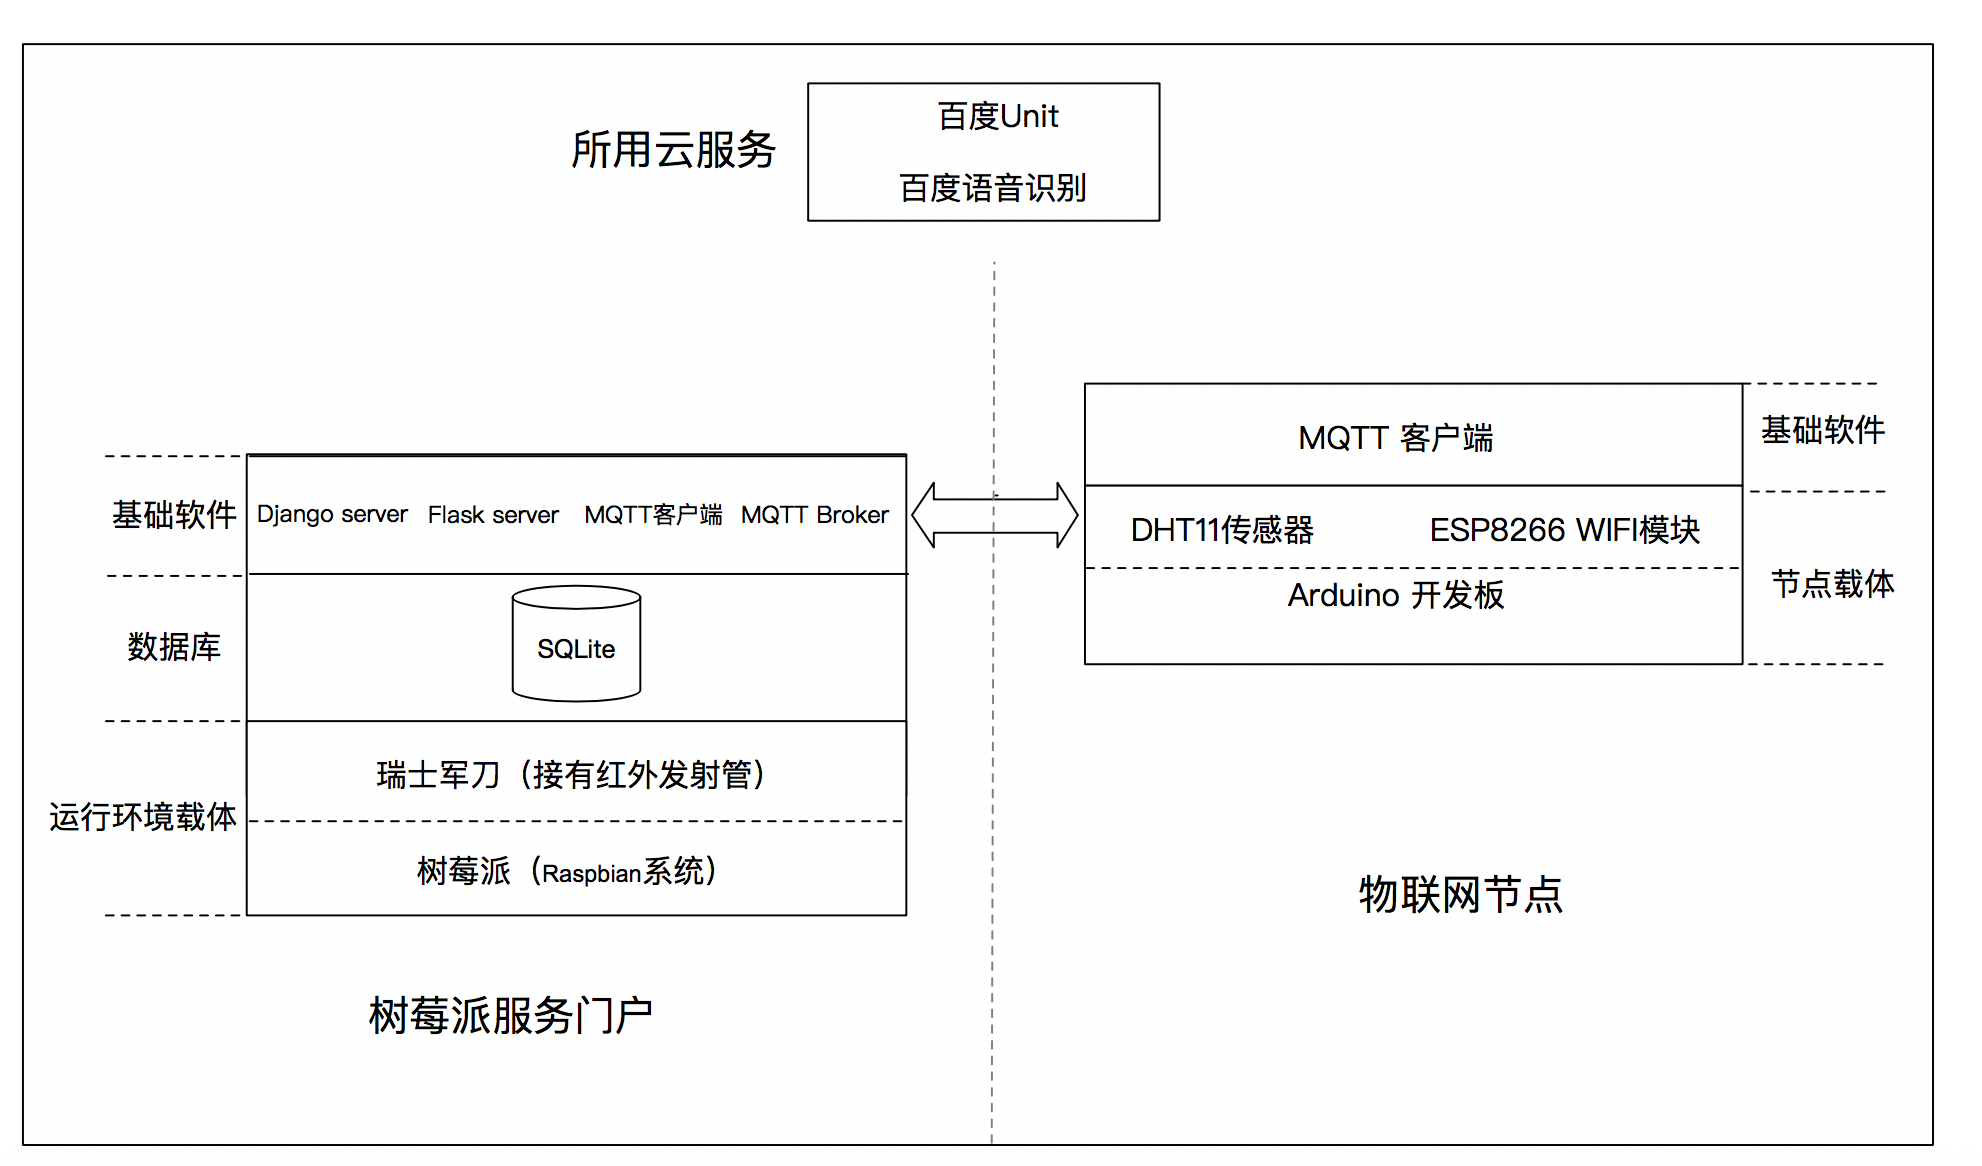 所用云服务
百度Unit
百度语音识别
基础软件
Django server Flask server MQTT客户端 MQTT Broker
数据库
SQLite
运行环境载体
瑞士军刀（接有红外发射管）
树莓派（Raspbian系统）
树莓派服务门户
MQTT 客户端
基础软件
DHT11传感器 ESP8266 WIFI模块
Arduino 开发板
节点载体
物联网节点